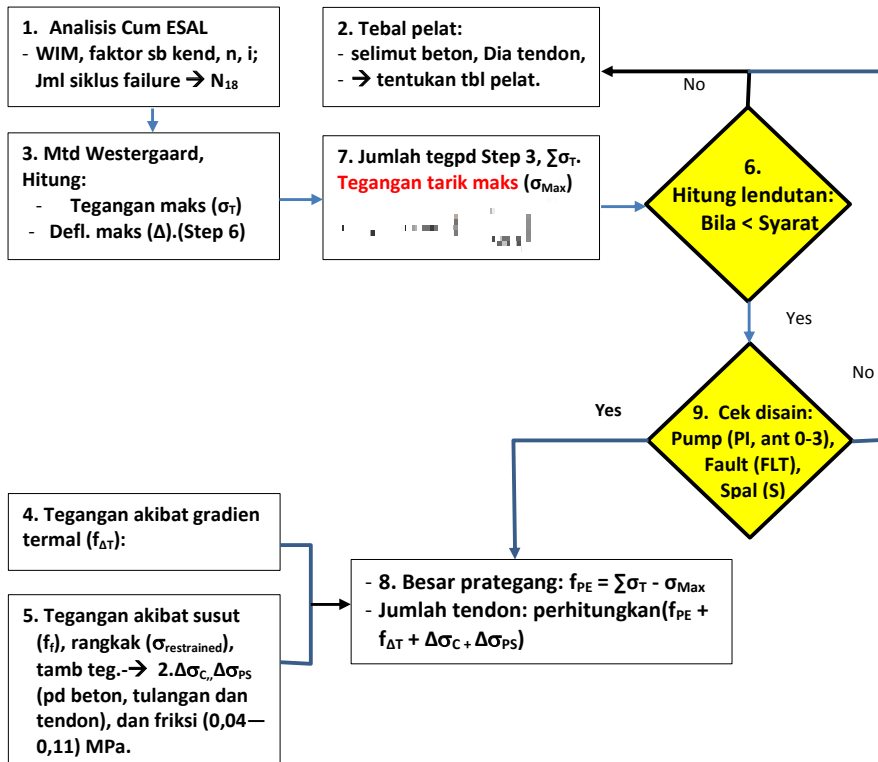 1. Analisis Cum ESAL
- WIM, faktor sb kend, n, i;
Jml siklus failure → N18
2. Tebal pelat:
- selimut beton, Dia tendon,
- → tentukan tbl pelat.
No
3. Mtd Westergaard,
Hitung:
- Tegangan maks (σT)
- Defl. maks (Δ).(Step 6)
7. Jumlah tegpd Step 3, ∑σT.
Tegangan tarik maks (σMax)
6.
Hitung lendutan:
Bila < Syarat
Yes
No
Yes
9. Cek disain:
Pump (PI, ant 0-3),
Fault (FLT),
Spal (S)
4. Tegangan akibat gradien
termal (fΔT):
5. Tegangan akibat susut
(ff), rangkak (σrestrained),
tamb teg.-→ 2.ΔσC,,ΔσPS
(pd beton, tulangan dan
tendon), dan friksi (0,04—
0,11) MPa.
- 8. Besar prategang: fPE = ∑σT - σMax
- Jumlah tendon: perhitungkan(fPE +
fΔT + ΔσC + ΔσPS)